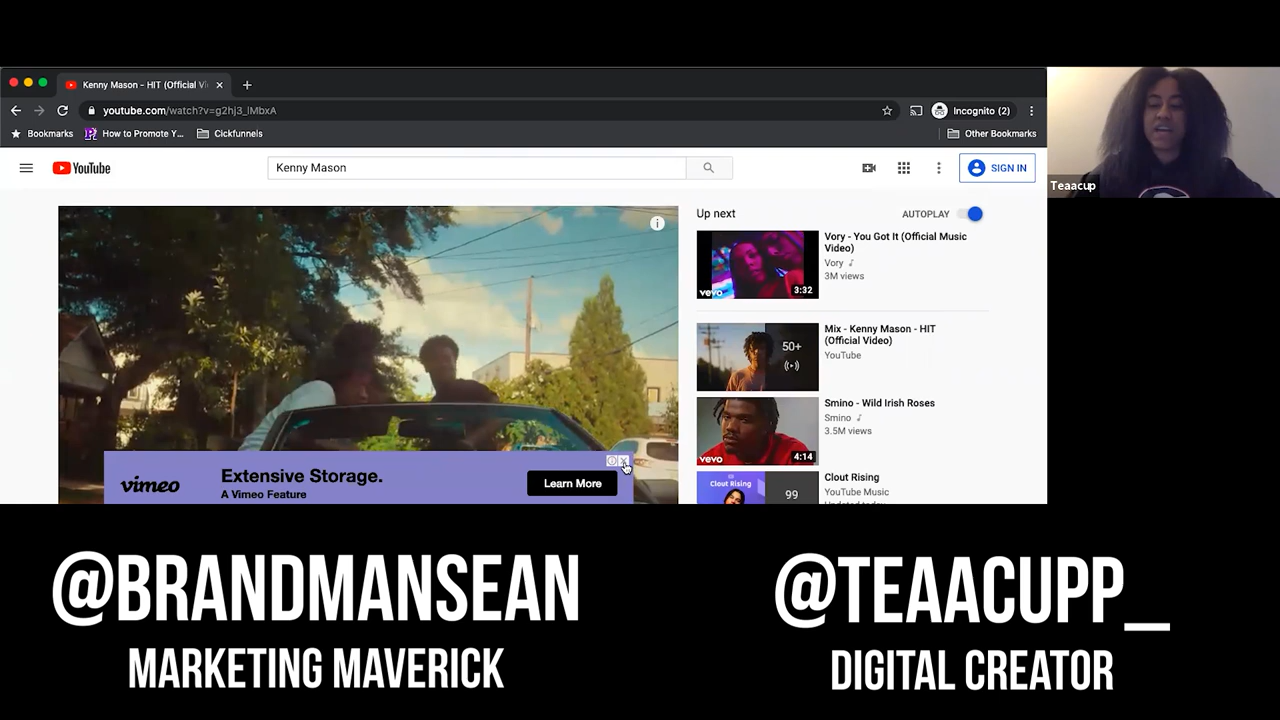 Kenny Mason - HIT (Official Vi
youtube.com/watch?v=g2hj3_lMbxA
Incognito (2)
Bookmarks
How to Promote Y...
Clickfunnels
Other Bookmarks
YouTube
Kenny Mason
SIGN IN
Teaacup
Up next
AUTOPLAY
Vory - You Got It (Official Music
Video)
Vory
3M views
vevo
3:32
Mix - Kenny Mason - HIT
(Official Video)
YouTube
50+
Smino - Wild Irish Roses
Smino
3.5M views
vevo
4:14
Clout Rising
YouTube Music
Clout Rising
99
vimeo
Extensive Storage.
A Vimeo Feature
Learn More
@BRANDMANSEAN
MARKETING MAVERICK
@TEAACUPP_
DIGITAL CREATOR